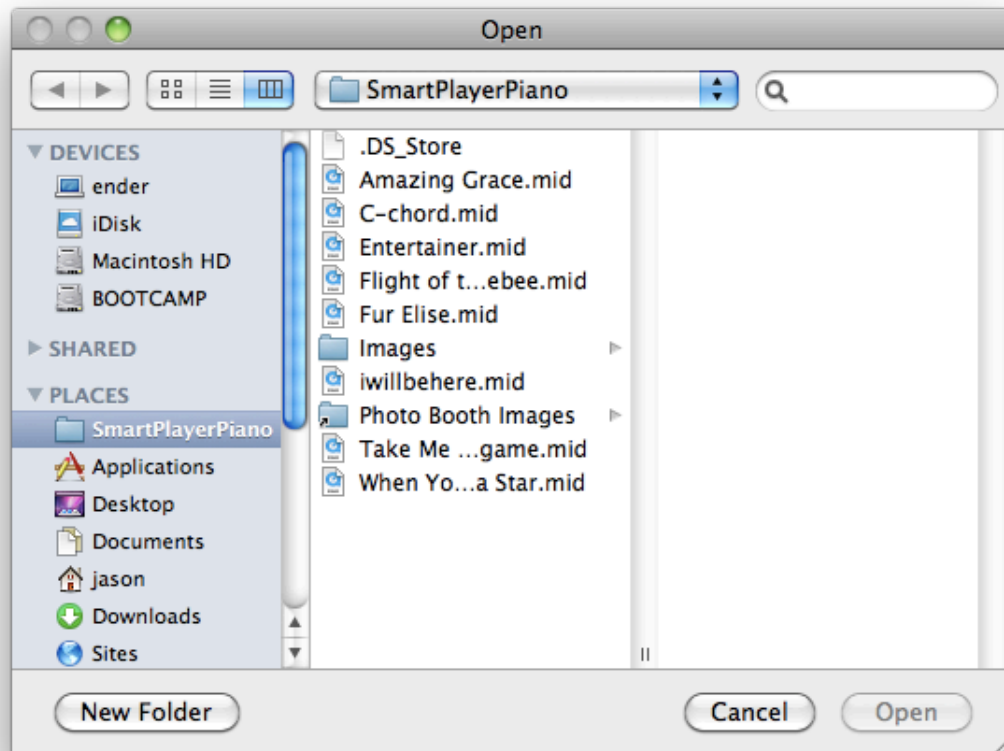 Open
SmartPlayerPiano
DEVICES
ender
iDisk
Macintosh HD
BOOTCAMP
SHARED
PLACES
SmartPlayerPiano
Applications
Desktop
Documents
jason
Downloads
Sites
.DS_Store
Amazing Grace.mid
C-chord.mid
Entertainer.mid
Flight of t...ebee.mid
Fur Elise.mid
Images
iwillbehere.mid
Photo Booth Images
Take Me ...game.mid
When Yo...a Star.mid
New Folder
Cancel
Open